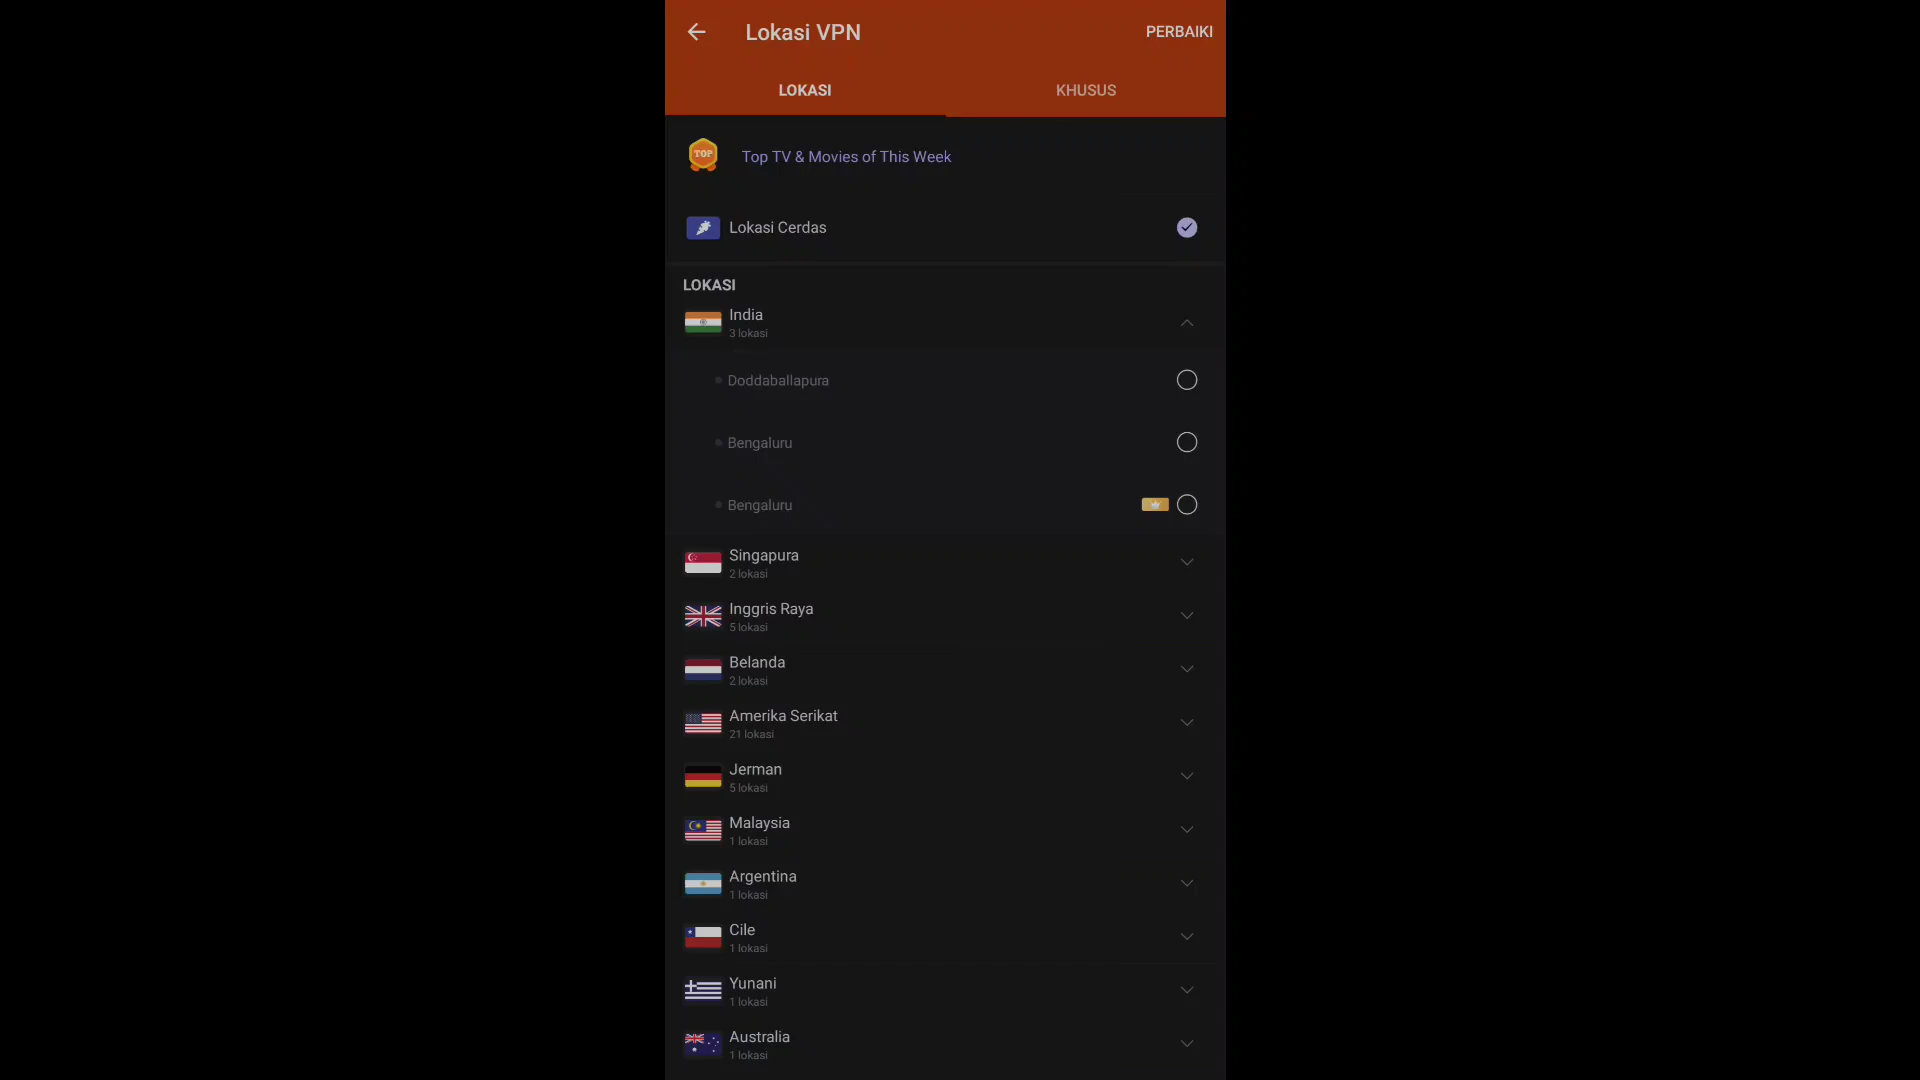 Lokasi VPN
PERBAIKI
LOKASI
KHUSUS
TOP
Top TV & Movies of This Week
Lokasi Cerdas
LOKASI
India
3 lokasi
Doddaballapura
Bengaluru
Bengaluru
Singapura
2 lokasi
Inggris Raya
5 lokasi
Belanda
2 lokasi
Amerika Serikat
21 lokasi
Jerman
5 lokasi
Malaysia
1 lokasi
Argentina
1 lokasi
Cile
1 lokasi
Yunani
1 lokasi
Australia
1 lokasi